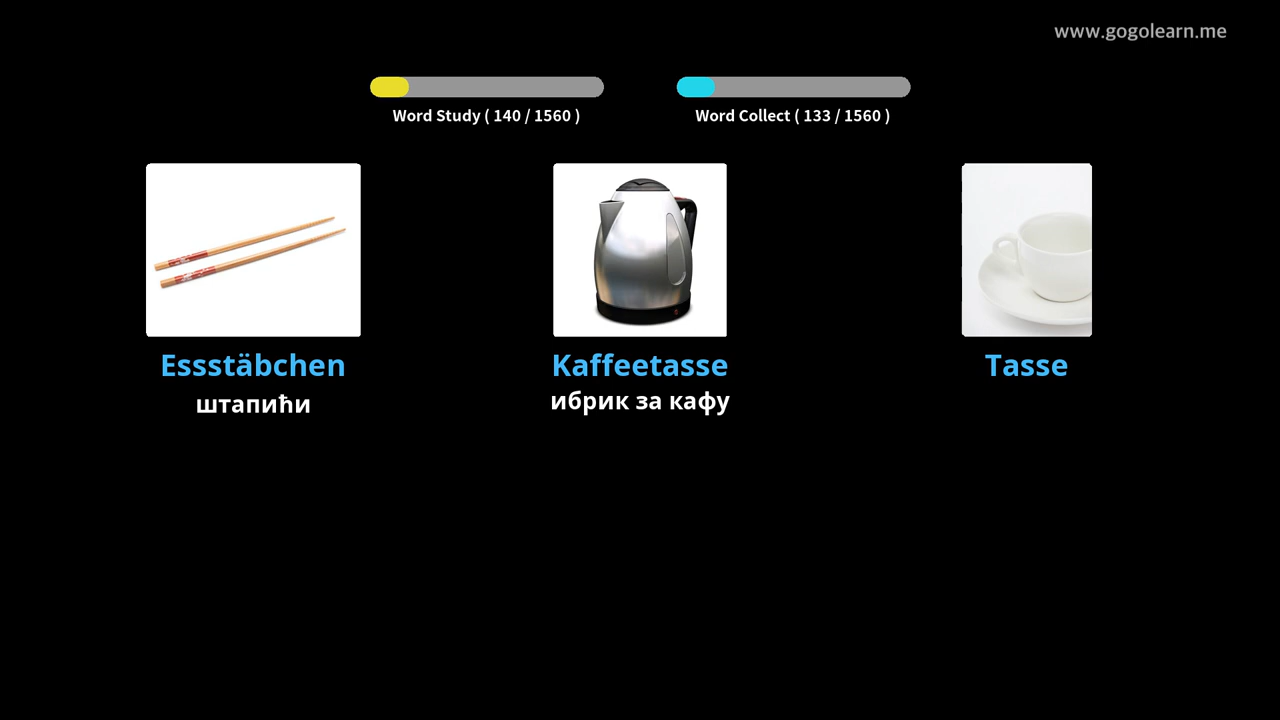 www.gogolearn.me
Word Study ( 140 / 1560 )
Word Collect ( 133 / 1560 )
Essstäbchen
Kaffeetasse
Tasse
штапићи
ибрик за кафу